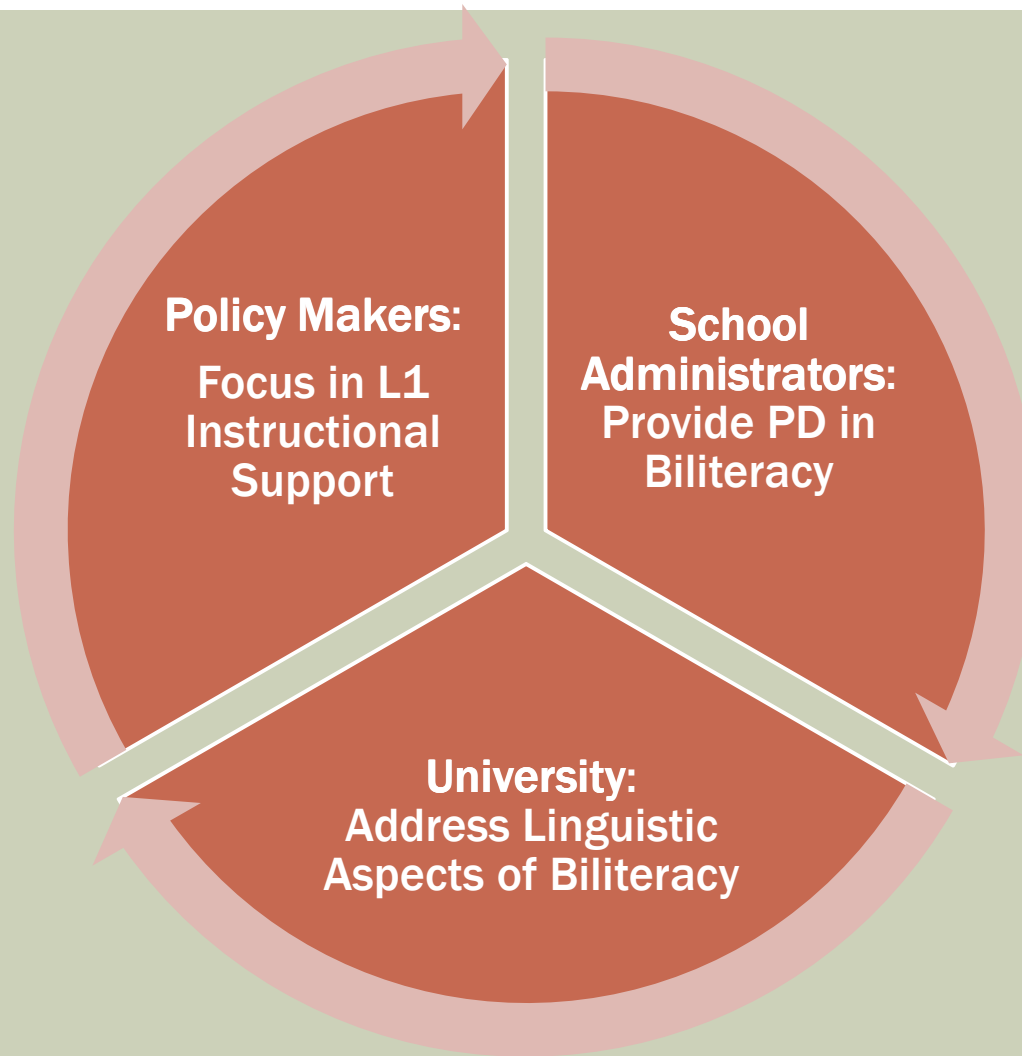 Policy Makers:
Focus in L1
Instructional
Support
School
Administrators:
Provide PD in
Biliteracy
University:
Address Linguistic
Aspects of Biliteracy